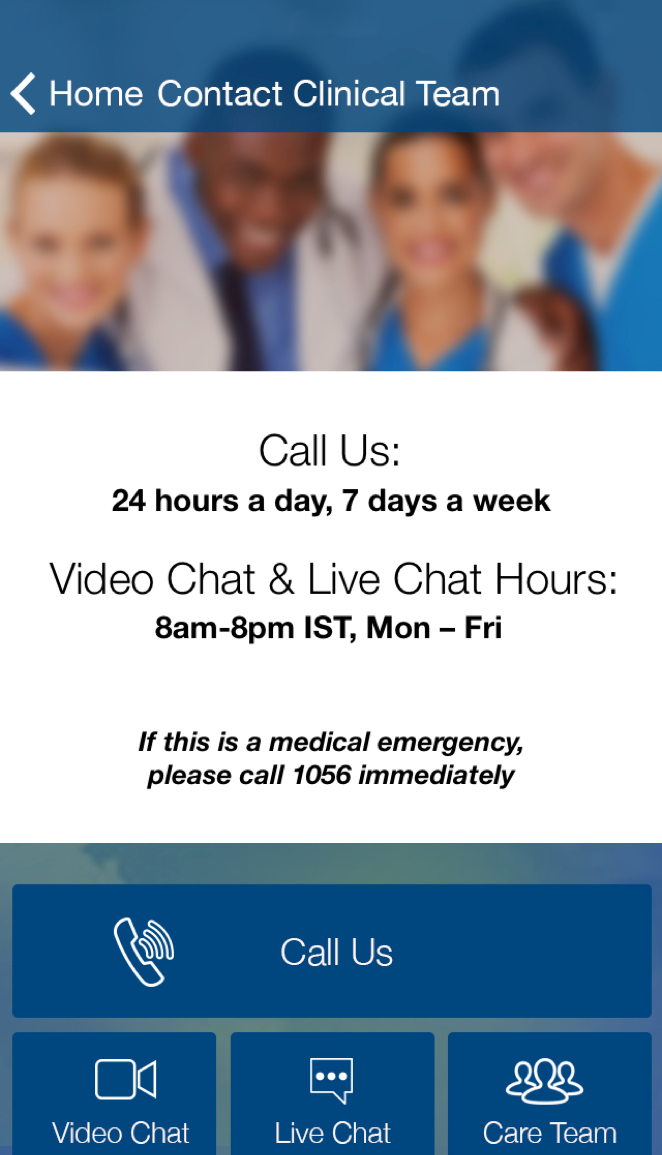 Home Contact Clinical Team
Call Us:
24 hours a day, 7 days a week
Video Chat & Live Chat Hours:
8am-8pm IST, Mon – Fri
If this is a medical emergency,
please call 1056 immediately
Call Us
Video Chat Live Chat Care Team